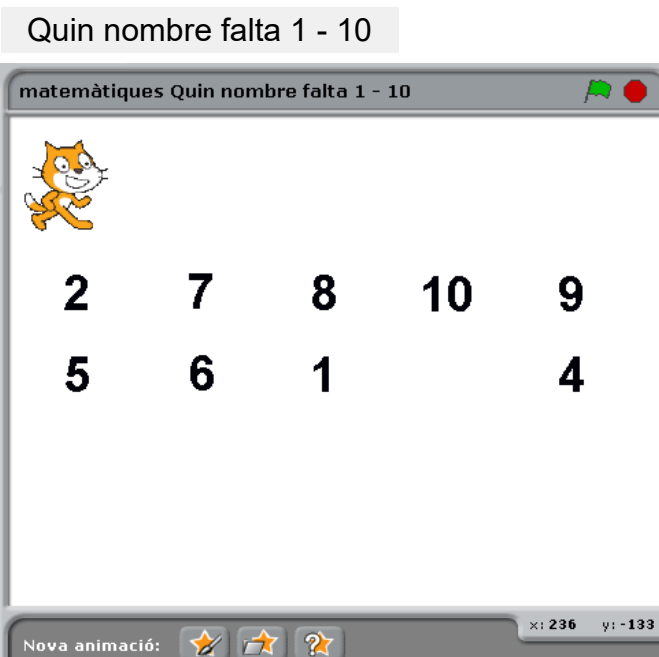 Quin nombre falta 1 - 10
matemàtiques Quin nombre falta 1 - 10
2 7 8 10 9
5 6 1 4
x: 236 y: -133
Nova animació: